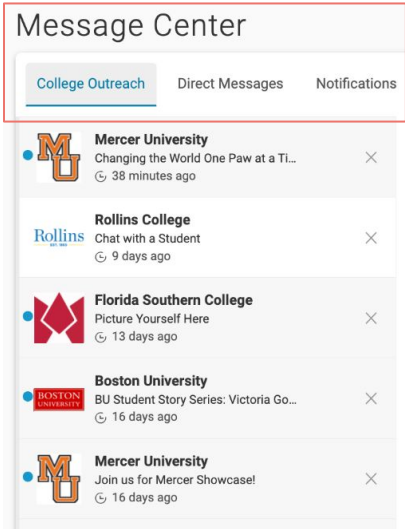 Message Center
College Outreach Direct Messages Notifications
MU
Mercer University
Changing the World One Paw at a Ti...
38 minutes ago
Rollins
Rollins College
Chat with a Student
9 days ago
Florida Southern College
Picture Yourself Here
13 days ago
BOSTON
UNIVERSITY
Boston University
BU Student Story Series: Victoria Go...
16 days ago
MU
Mercer University
Join us for Mercer Showcase!
16 days ago